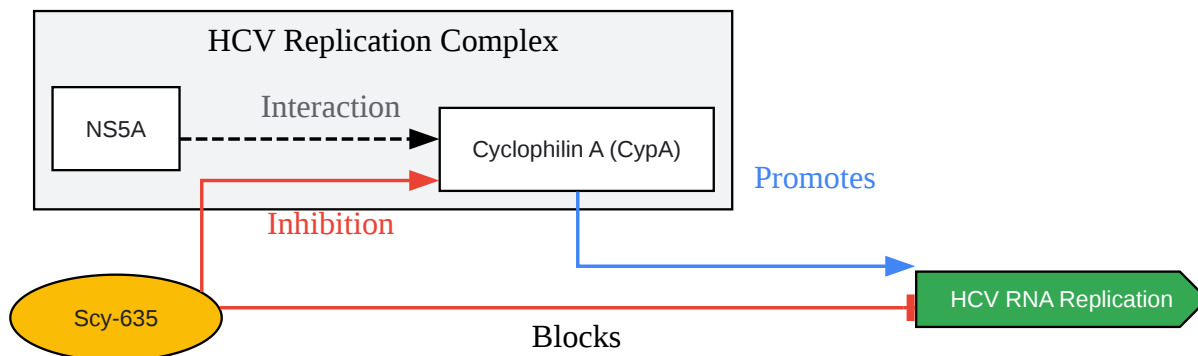 HCV Replication Complex
NS5A
Interaction
Cyclophilin A (CypA)
Promotes
Inhibition
HCV RNA Replication
Scy-635
Blocks